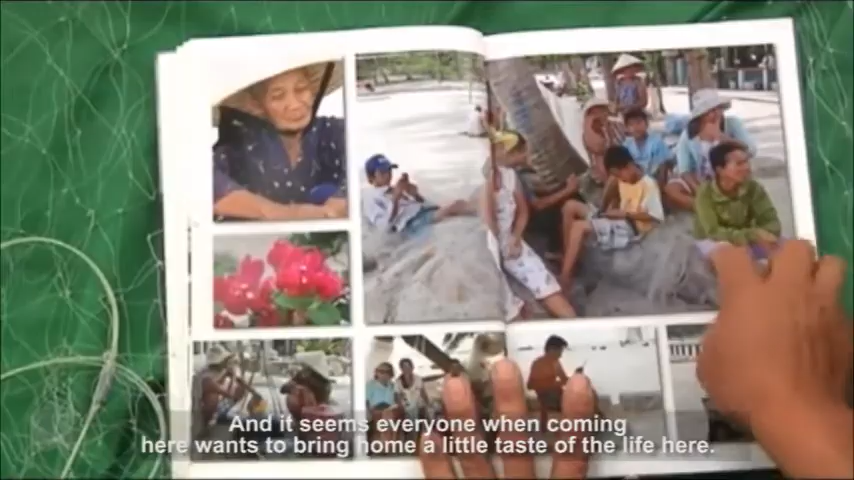 And it seems everyone when coming
here wants to bring home a little taste of the life here.